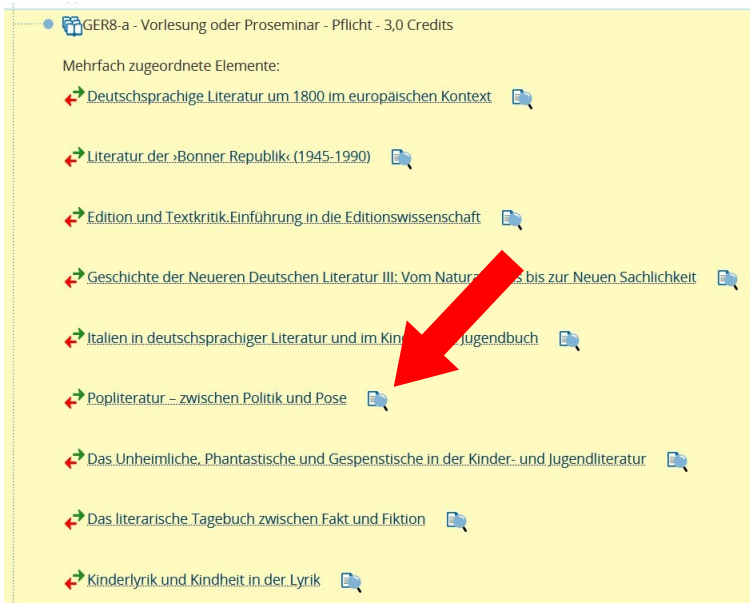 GER8-a - Vorlesung oder Proseminar - Pflicht - 3,0 Credits
Mehrfach zugeordnete Elemente:
Deutschsprachige Literatur um 1800 im europäischen Kontext
Literatur der ›Bonner Republik‹ (1945-1990)
Edition und Textkritik.Einführung in die Editionswissenschaft
Geschichte der Neueren Deutschen Literatur III: Vom bis zur Neuen Sachlichkeit
Italien in deutschsprachiger Literatur und im Jugendbuch
Popliteratur – zwischen Politik und Pose
Das Unheimliche, Phantastische und Gespenstische in der Kinder- und Jugendliteratur
Das literarische Tagebuch zwischen Fakt und Fiktion
Kinderlyrik und Kindheit in der Lyrik